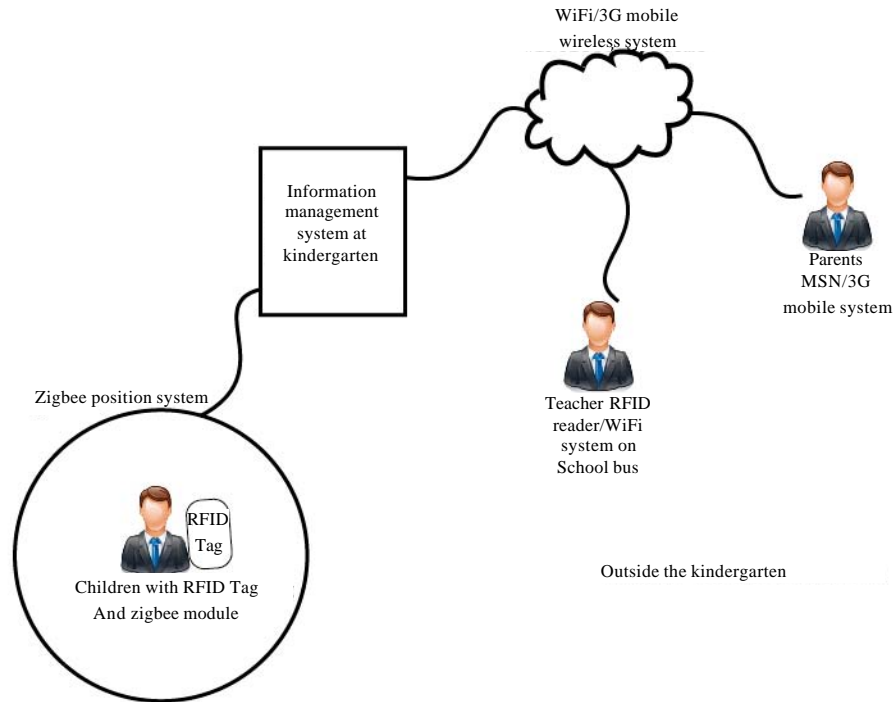 WiFi/3G mobile
wireless system
Information
management
system at
kindergarten
Parents
MSN/3G
mobile system
Zigbee position system
Teacher RFID
reader/WiFi
system on
School bus
RFID
Tag
Children with RFID Tag
And zigbee module
Outside the kindergarten